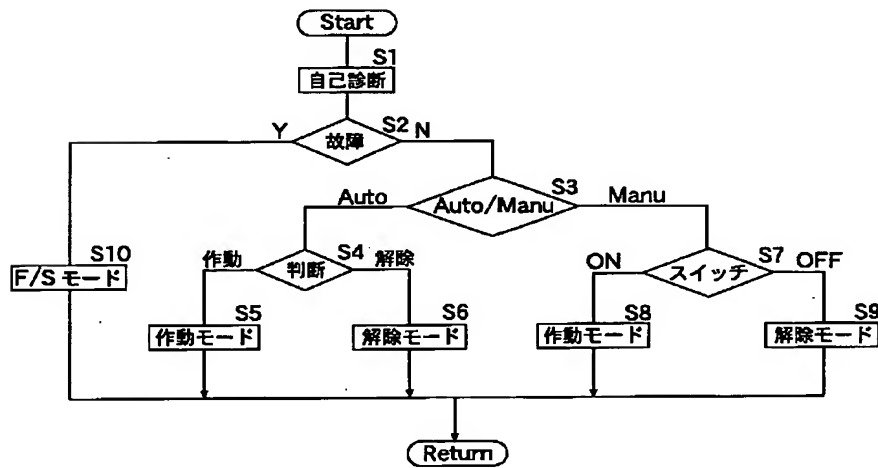 Start
S1
自己診断
Y
S2
N
故障
S3
Auto
Auto/Manu
Manu
S10
F/S モード
作動
S4
解除
判断
ON
S7
OFF
スイッチ
S5
作動モード
S6
解除モード
S8
作動モード
S9
解除モード
Return